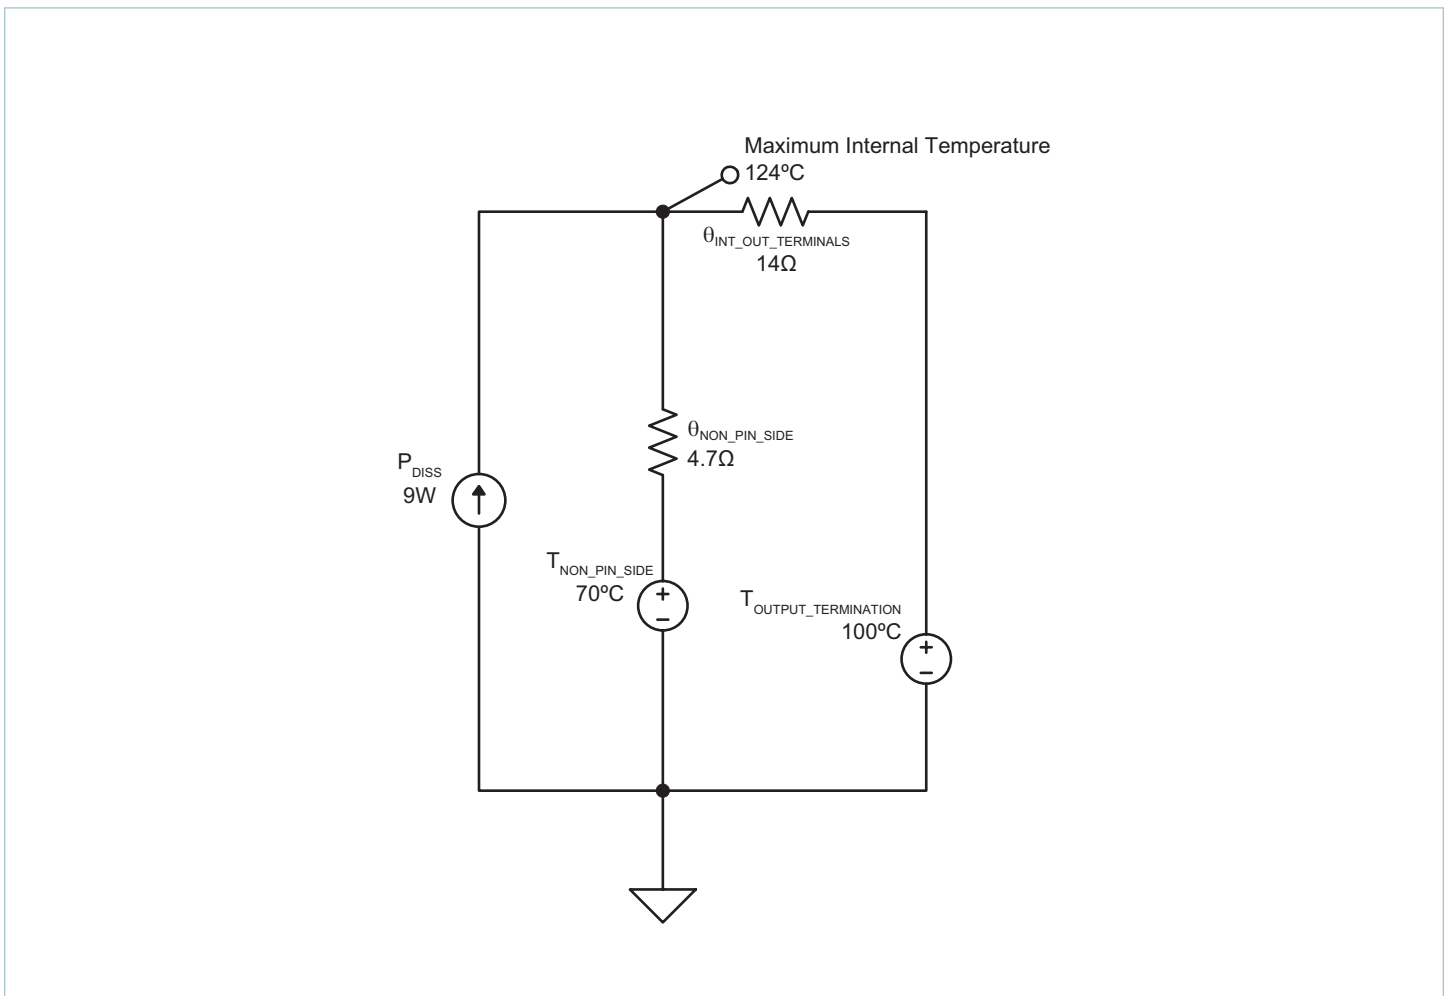 Maximum Internal Temperature
124ºC
θINT_OUT_TERMINALS
14Ω
θNON_PIN_SIDE
4.7Ω
PDISS
9W
TNON_PIN_SIDE
70ºC
+
–
TOUTPUT_TERMINATION
100ºC
+
–